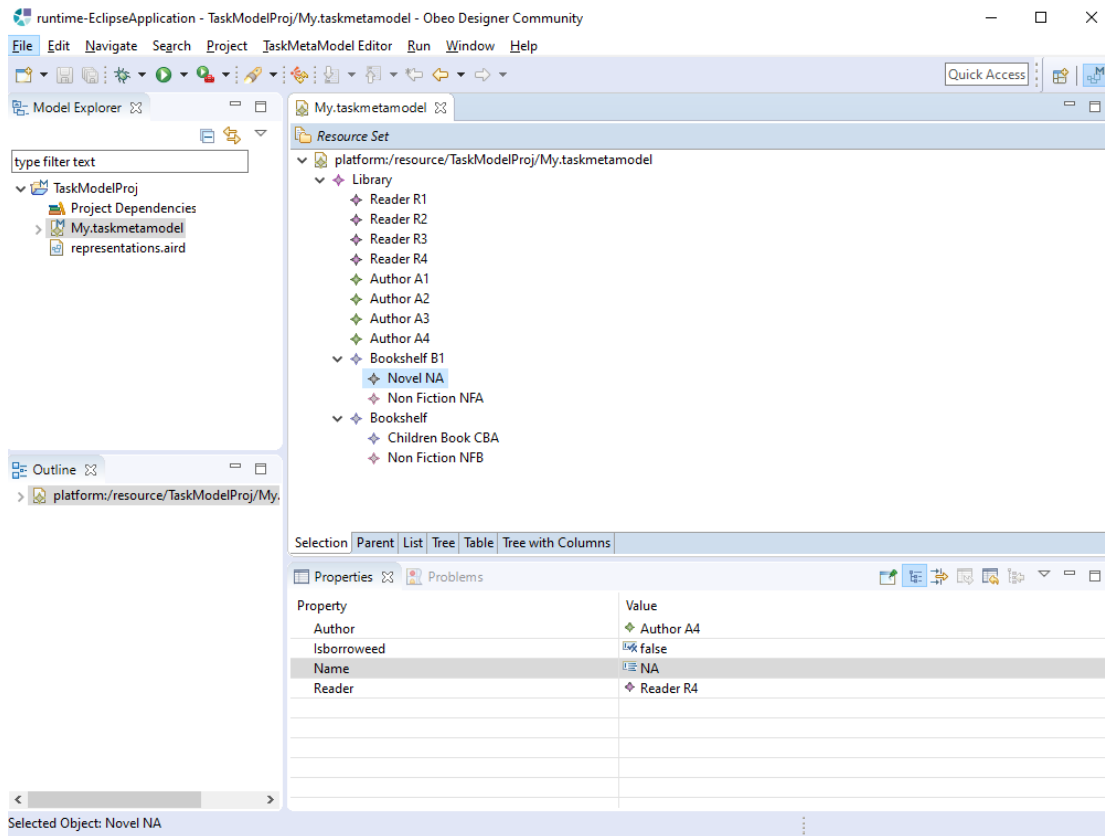 runtime-EclipseApplication - TaskModelProj/My.taskmetamodel - Obeo Designer Community
File Edit Navigate Search Project TaskMetaModel Editor Run Window Help
Quick Access
Model Explorer
type filter text
TaskModelProj
Project Dependencies
My.taskmetamodel
representations.aird
Outline
platform:/resource/TaskModelProj/My.
My.taskmetamodel
Resource Set
platform:/resource/TaskModelProj/My.taskmetamodel
Library
Reader R1
Reader R2
Reader R3
Reader R4
Author A1
Author A2
Author A3
Author A4
Bookshelf B1
Novel NA
Non Fiction NFA
Bookshelf
Children Book CBA
Non Fiction NFB
Selection Parent List Tree Table Tree with Columns
Properties Problems
Property Value
Author Author A4
Isborroweed false
Name NA
Reader Reader R4
Selected Object: Novel NA